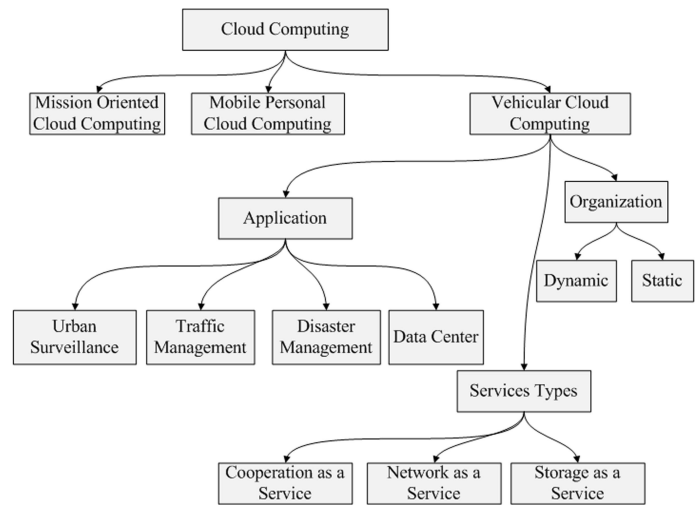 Cloud Computing
Mission Oriented
Cloud Computing
Mobile Personal
Cloud Computing
Vehicular Cloud
Computing
Application
Organization
Dynamic
Static
Urban
Surveillance
Traffic
Management
Disaster
Management
Data Center
Services Types
Cooperation as a
Service
Network as a
Service
Storage as a
Service